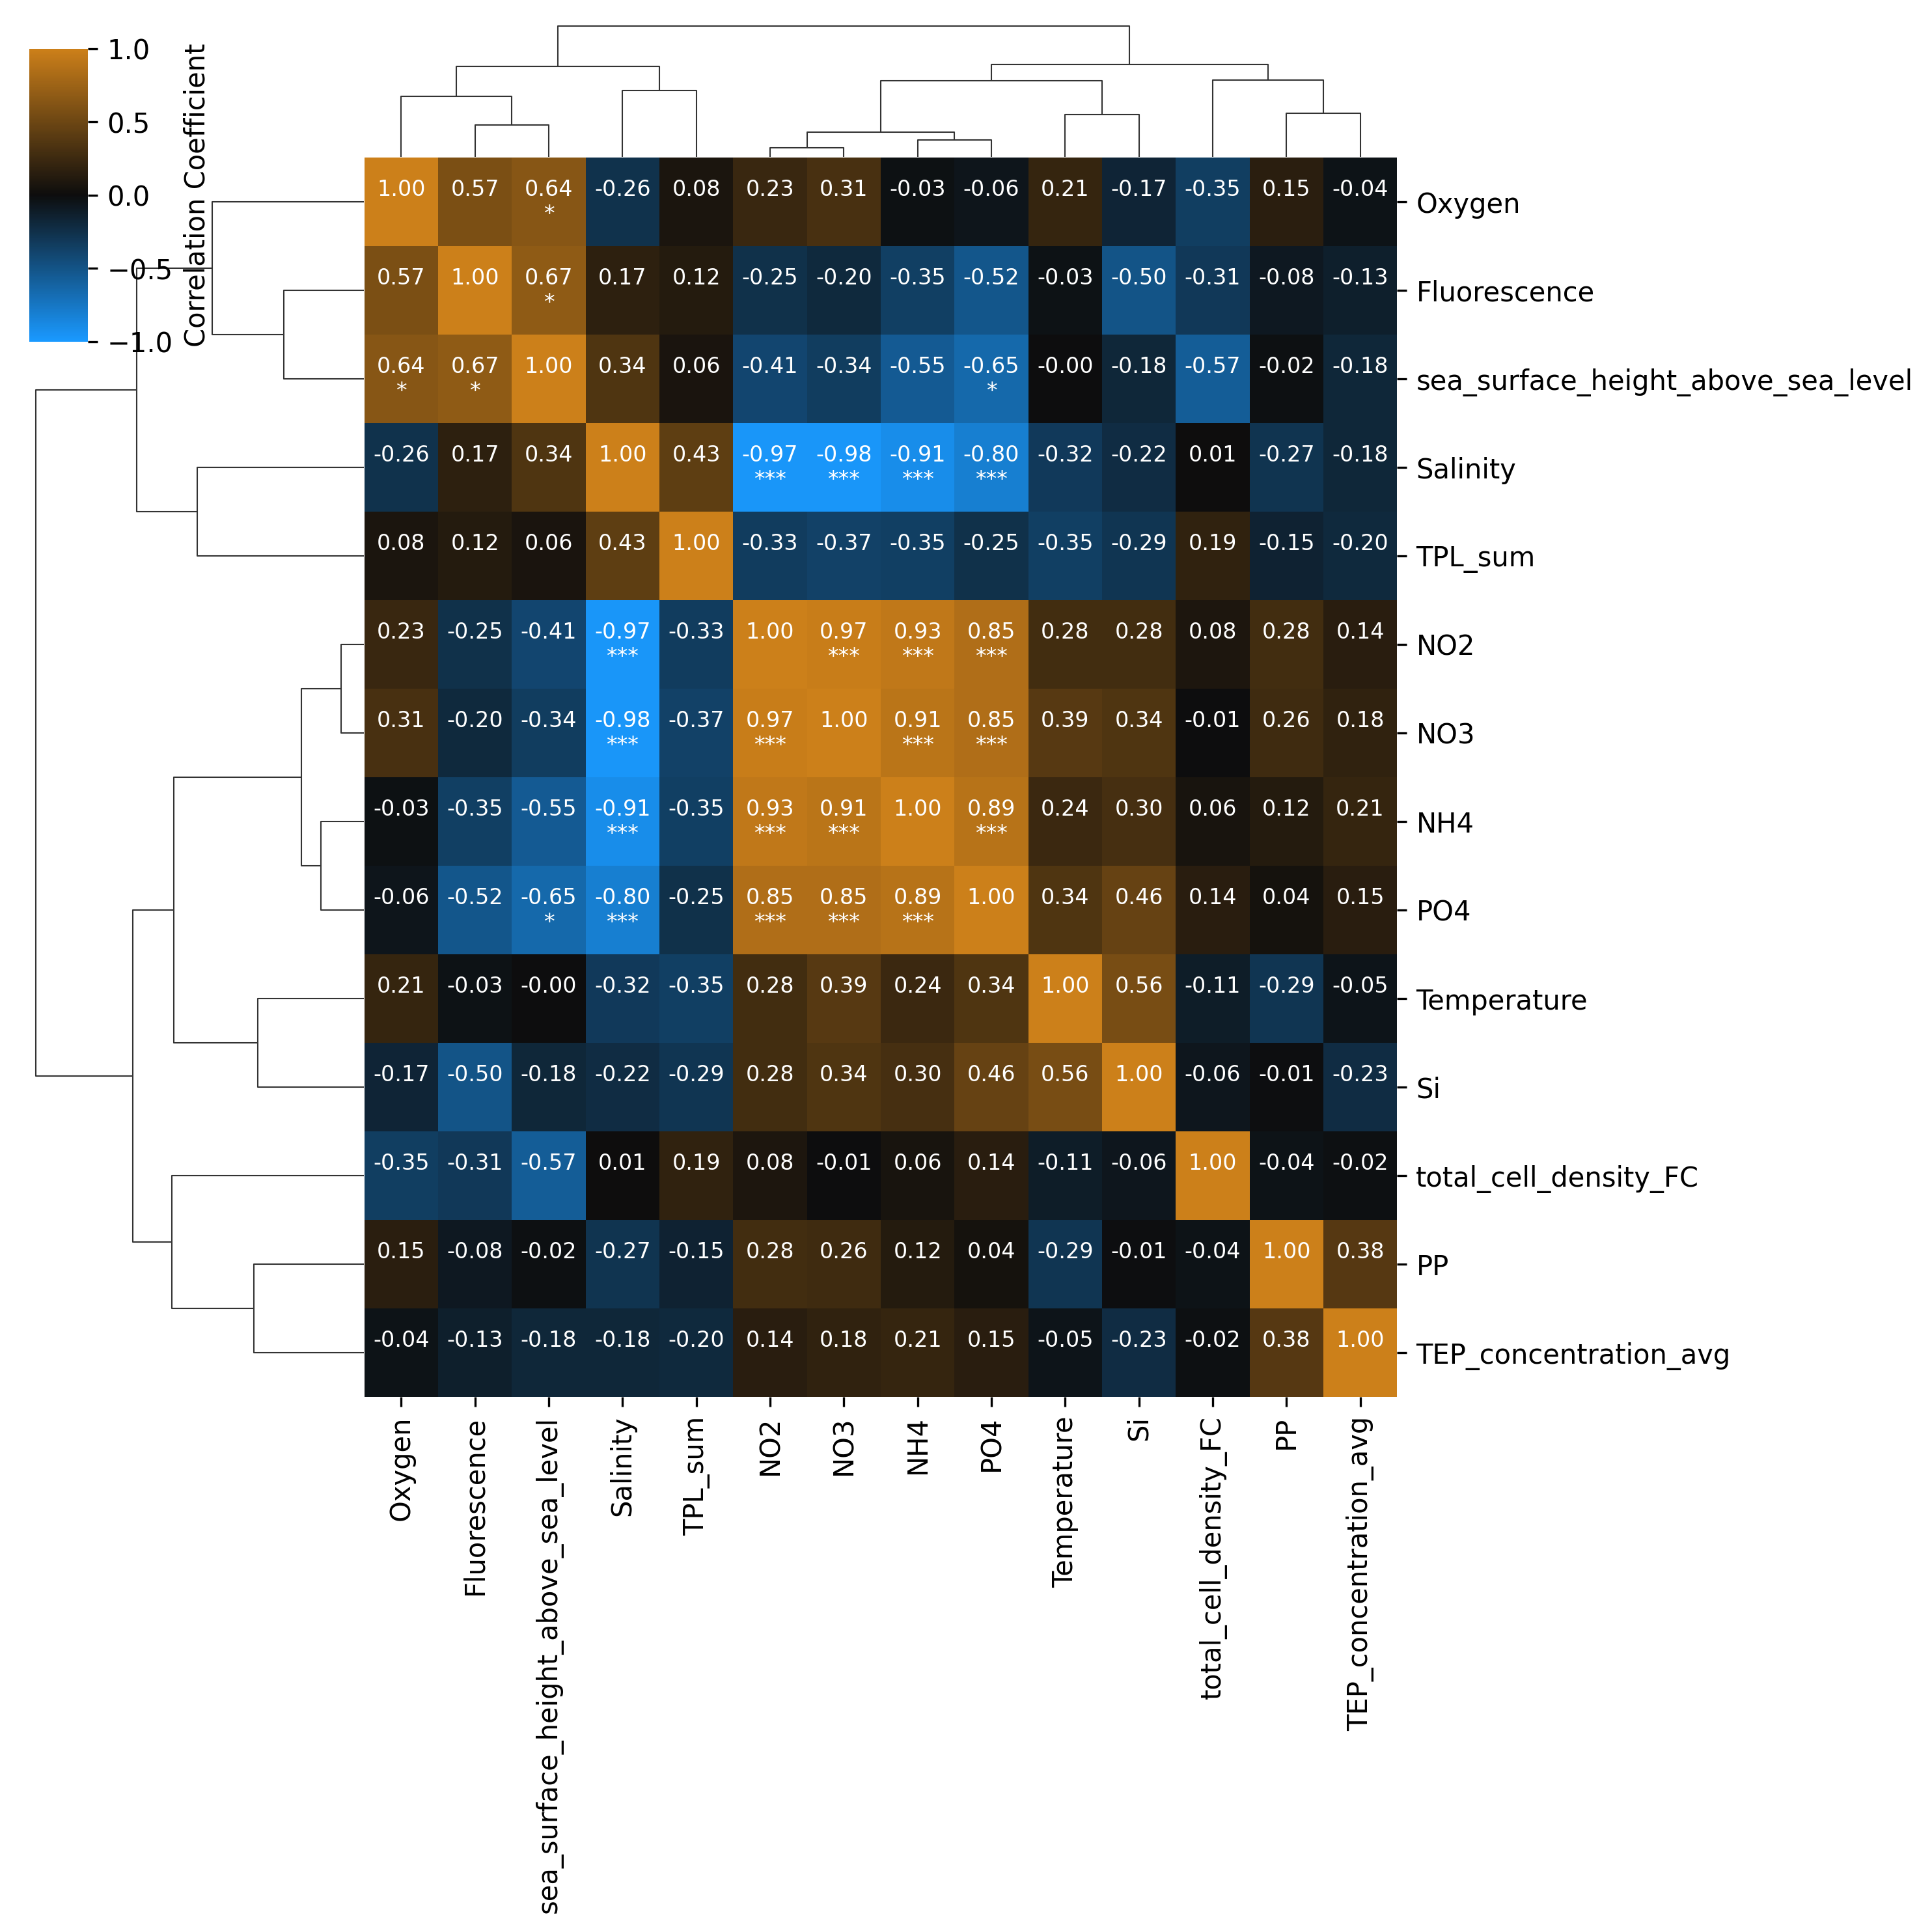 1.0
0.5
0.0
−0.5
−1.0
Correlation Coefficient
1.00 0.57 0.64 -0.26 0.08 0.23 0.31 -0.03 -0.06 0.21 -0.17 -0.35 0.15 -0.04 Oxygen
*
0.57 1.00 0.67 0.17 0.12 -0.25 -0.20 -0.35 -0.52 -0.03 -0.50 -0.31 -0.08 -0.13 Fluorescence
*
0.64 0.67 1.00 0.34 0.06 -0.41 -0.34 -0.55 -0.65 -0.00 -0.18 -0.57 -0.02 -0.18 sea_surface_height_above_sea_level
* * *
-0.26 0.17 0.34 1.00 0.43 -0.97 -0.98 -0.91 -0.80 -0.32 -0.22 0.01 -0.27 -0.18 Salinity
*** *** *** ***
0.08 0.12 0.06 0.43 1.00 -0.33 -0.37 -0.35 -0.25 -0.35 -0.29 0.19 -0.15 -0.20 TPL_sum
0.23 -0.25 -0.41 -0.97 -0.33 1.00 0.97 0.93 0.85 0.28 0.28 0.08 0.28 0.14 NO2
*** *** *** ***
0.31 -0.20 -0.34 -0.98 -0.37 0.97 1.00 0.91 0.85 0.39 0.34 -0.01 0.26 0.18 NO3
*** *** *** ***
-0.03 -0.35 -0.55 -0.91 -0.35 0.93 0.91 1.00 0.89 0.24 0.30 0.06 0.12 0.21 NH4
*** *** *** ***
-0.06 -0.52 -0.65 -0.80 -0.25 0.85 0.85 0.89 1.00 0.34 0.46 0.14 0.04 0.15 PO4
* *** *** *** ***
0.21 -0.03 -0.00 -0.32 -0.35 0.28 0.39 0.24 0.34 1.00 0.56 -0.11 -0.29 -0.05 Temperature
-0.17 -0.50 -0.18 -0.22 -0.29 0.28 0.34 0.30 0.46 0.56 1.00 -0.06 -0.01 -0.23 Si
-0.35 -0.31 -0.57 0.01 0.19 0.08 -0.01 0.06 0.14 -0.11 -0.06 1.00 -0.04 -0.02 total_cell_density_FC
0.15 -0.08 -0.02 -0.27 -0.15 0.28 0.26 0.12 0.04 -0.29 -0.01 -0.04 1.00 0.38 PP
-0.04 -0.13 -0.18 -0.18 -0.20 0.14 0.18 0.21 0.15 -0.05 -0.23 -0.02 0.38 1.00 TEP_concentration_avg
Oxygen
Fluorescence
sea_surface_height_above_sea_level
Salinity
TPL_sum
NO2
NO3
NH4
PO4
Temperature
Si
total_cell_density_FC
PP
TEP_concentration_avg